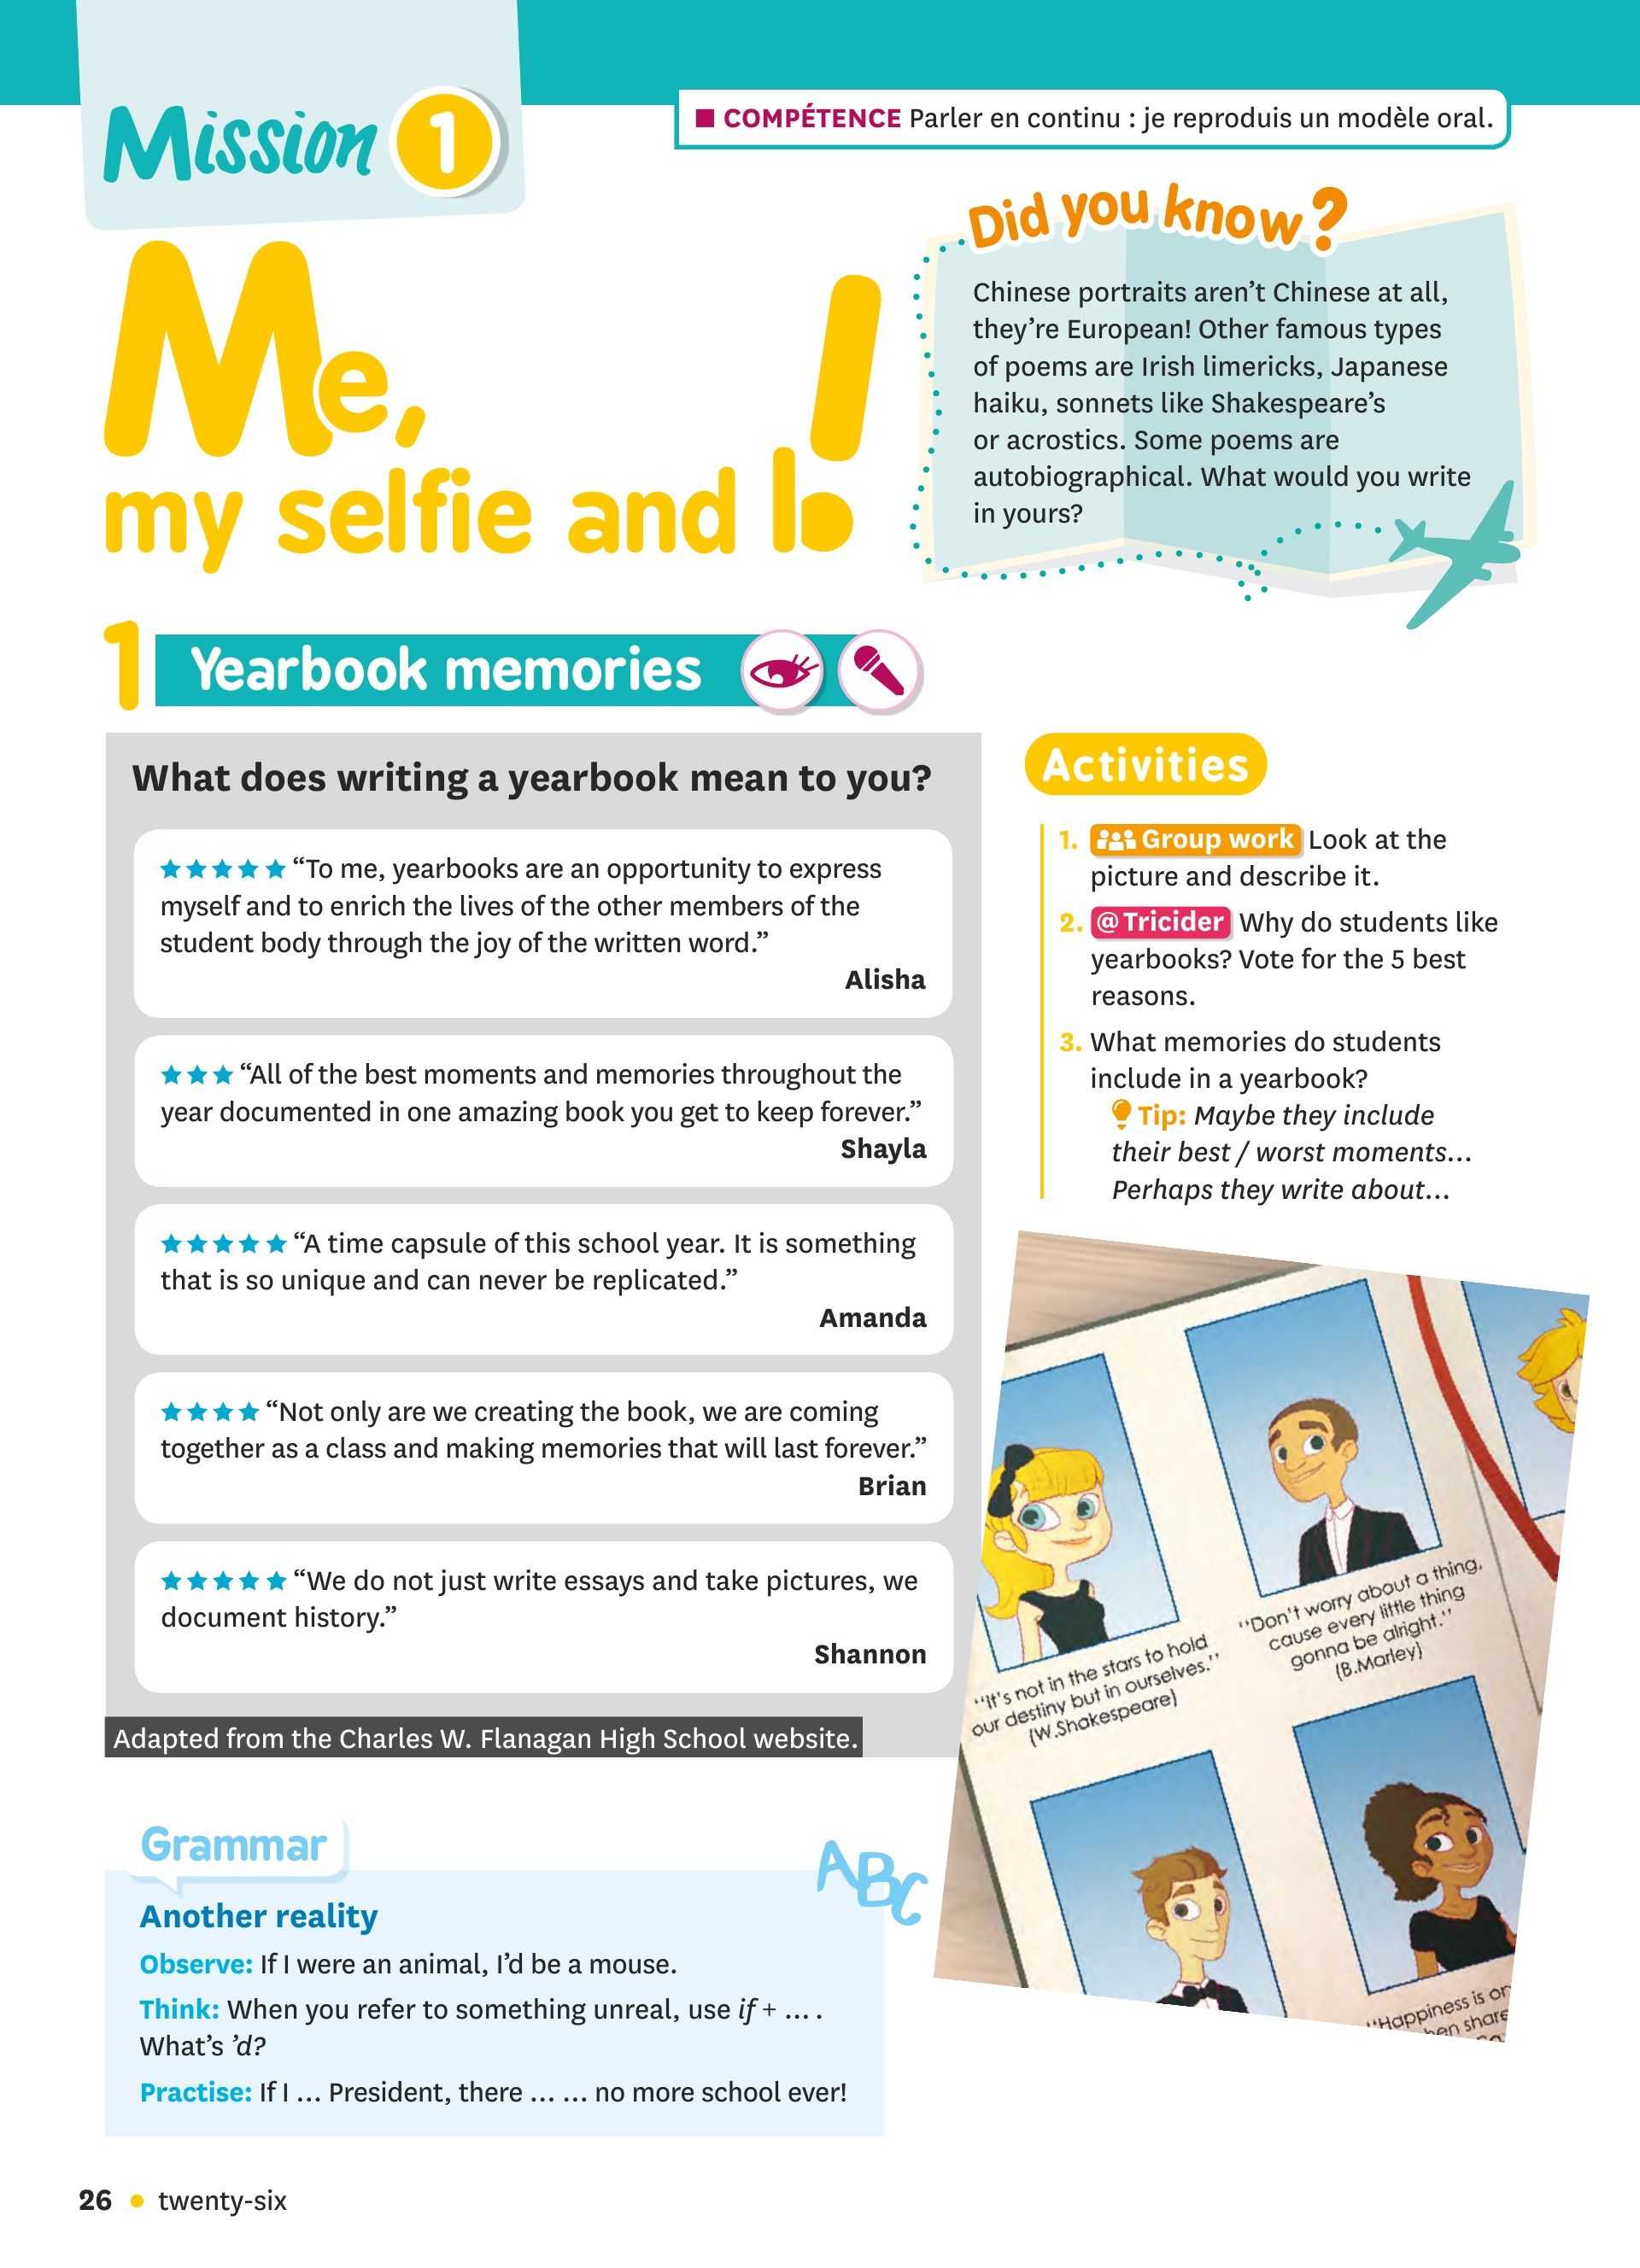 Mission 1
■ COMPÉTENCE Parler en continu : je reproduis un modèle oral.
Me,
my selfie and I!
Did you know?
Chinese portraits aren’t Chinese at all,
they’re European! Other famous types
of poems are Irish limericks, Japanese
haiku, sonnets like Shakespeare’s
or acrostics. Some poems are
autobiographical. What would you write
in yours?
1 Yearbook memories
What does writing a yearbook mean to you?
★★★★★ “To me, yearbooks are an opportunity to express
myself and to enrich the lives of the other members of the
student body through the joy of the written word.”
Alisha
★★★ “All of the best moments and memories throughout the
year documented in one amazing book you get to keep forever.”
Shayla
★★★★★ “A time capsule of this school year. It is something
that is so unique and can never be replicated.”
Amanda
★★★★ “Not only are we creating the book, we are coming
together as a class and making memories that will last forever.”
Brian
★★★★★ “We do not just write essays and take pictures, we
document history.”
Shannon
Adapted from the Charles W. Flanagan High School website.
Activities
1. Group work Look at the
picture and describe it.
2. @Tricider Why do students like
yearbooks? Vote for the 5 best
reasons.
3. What memories do students
include in a yearbook?
Tip: Maybe they include
their best / worst moments…
Perhaps they write about…
“It's not in the stars to hold
our destiny but in ourselves.”
(W.Shakespeare)
“Don't worry about a thing,
cause every little thing
gonna be alright.”
(B.Marley)
“Happiness is on
hen share
Grammar
ABC
Another reality
Observe: If I were an animal, I’d be a mouse.
Think: When you refer to something unreal, use if + … .
What’s ’d?
Practise: If I … President, there … … no more school ever!
26 • twenty-six